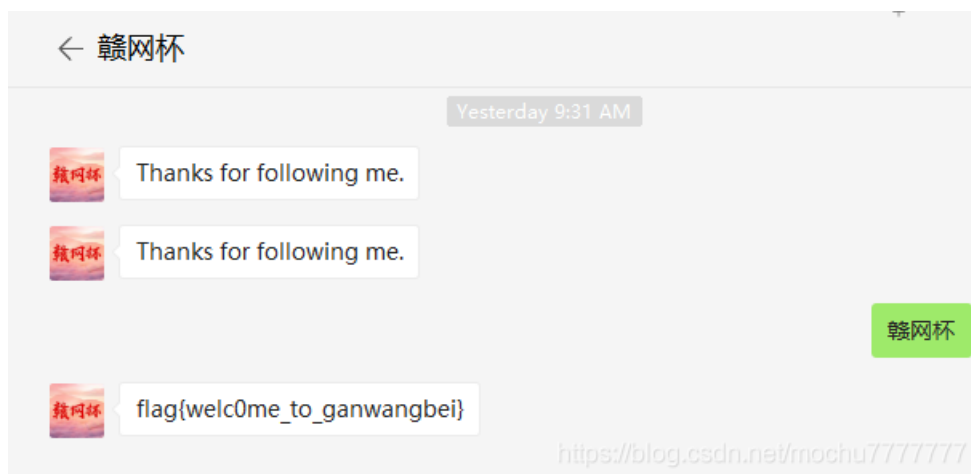 ← 赣网杯
Yesterday 9:31 AM
赣网杯
Thanks for following me.
赣网杯
Thanks for following me.
赣网杯
赣网杯
flag{welc0me_to_ganwangbei}
https://blog.csdn.net/mochu7777777